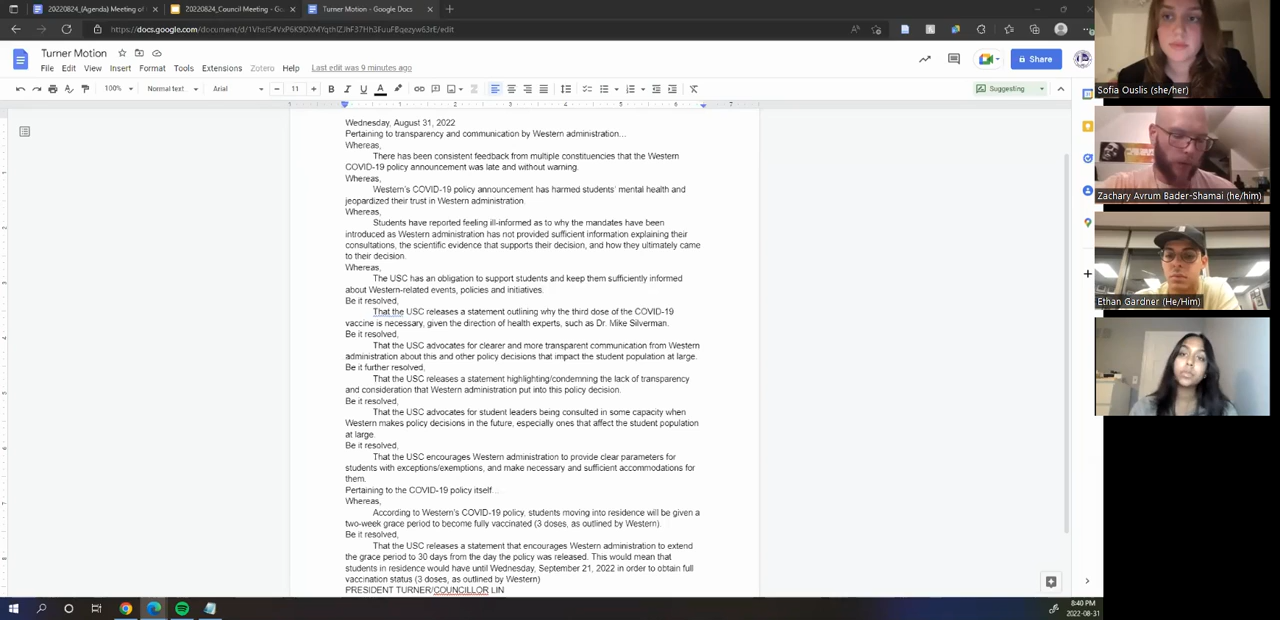 20220824_(Agenda) Meeting of
20220824_Council Meeting - G
Turner Motion - Google Docs
Turner Motion
File Edit View Insert Format Tools Extensions Zotero Help Last edit was 9 minutes ago
Share
100% Normal text Arial 11 B I U A Suggesting
Wednesday, August 31, 2022
Pertaining to transparency and communication by Western administration...
Whereas,
There has been consistent feedback from multiple constituencies that the Western
COVID-19 policy announcement was late and without warning.
Whereas,
Western's COVID-19 policy announcement has harmed students' mental health and
jeopardized their trust in Western administration.
Whereas,
Students have reported feeling ill-informed as to why the mandates have been
introduced as Western administration has not provided sufficient information explaining their
consultations, the scientific evidence that supports their decision, and how they ultimately came
to their decision.
Whereas,
The USC has an obligation to support students and keep them sufficiently informed
about Western-related events, policies and initiatives.
Be it resolved,
That the USC releases a statement outlining why the third dose of the COVID-19
vaccine is necessary, given the direction of health experts, such as Dr. Mike Silverman.
Be it resolved,
That the USC advocates for clearer and more transparent communication from Western
administration about this and other policy decisions that impact the student population at large.
Be it further resolved,
That the USC releases a statement highlighting/condemning the lack of transparency
and consideration that Western administration put into this policy decision.
Be it resolved,
That the USC advocates for student leaders being consulted in some capacity when
Western makes policy decisions in the future, especially ones that affect the student population
at large.
Be it resolved,
That the USC encourages Western administration to provide clear parameters for
students with exceptions/exemptions, and make necessary and sufficient accommodations for
them.
Pertaining to the COVID-19 policy itself...
Whereas,
According to Western's COVID-19 policy, students moving into residence will be given a
two-week grace period to become fully vaccinated (3 doses, as outlined by Western).
Be it resolved,
That the USC releases a statement that encourages Western administration to extend
the grace period to 30 days from the day the policy was released. This would mean that
students in residence would have until Wednesday, September 21, 2022 in order to obtain full
vaccination status (3 doses, as outlined by Western)
PRESIDENT TURNER/COUNCILLOR LIN
Sofia Ouslis (she/her)
Zachary Avrum Bader-Shamai (he/him)
Ethan Gardner (He/Him)
8:40 PM
2022-08-31